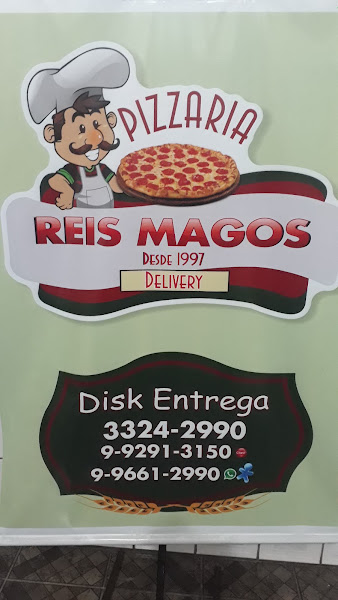 PIZZARIA
REIS MAGOS
DESDE 1997
DELIVERY
Disk Entrega
3324-2990
9-9291-3150
9-9661-2990